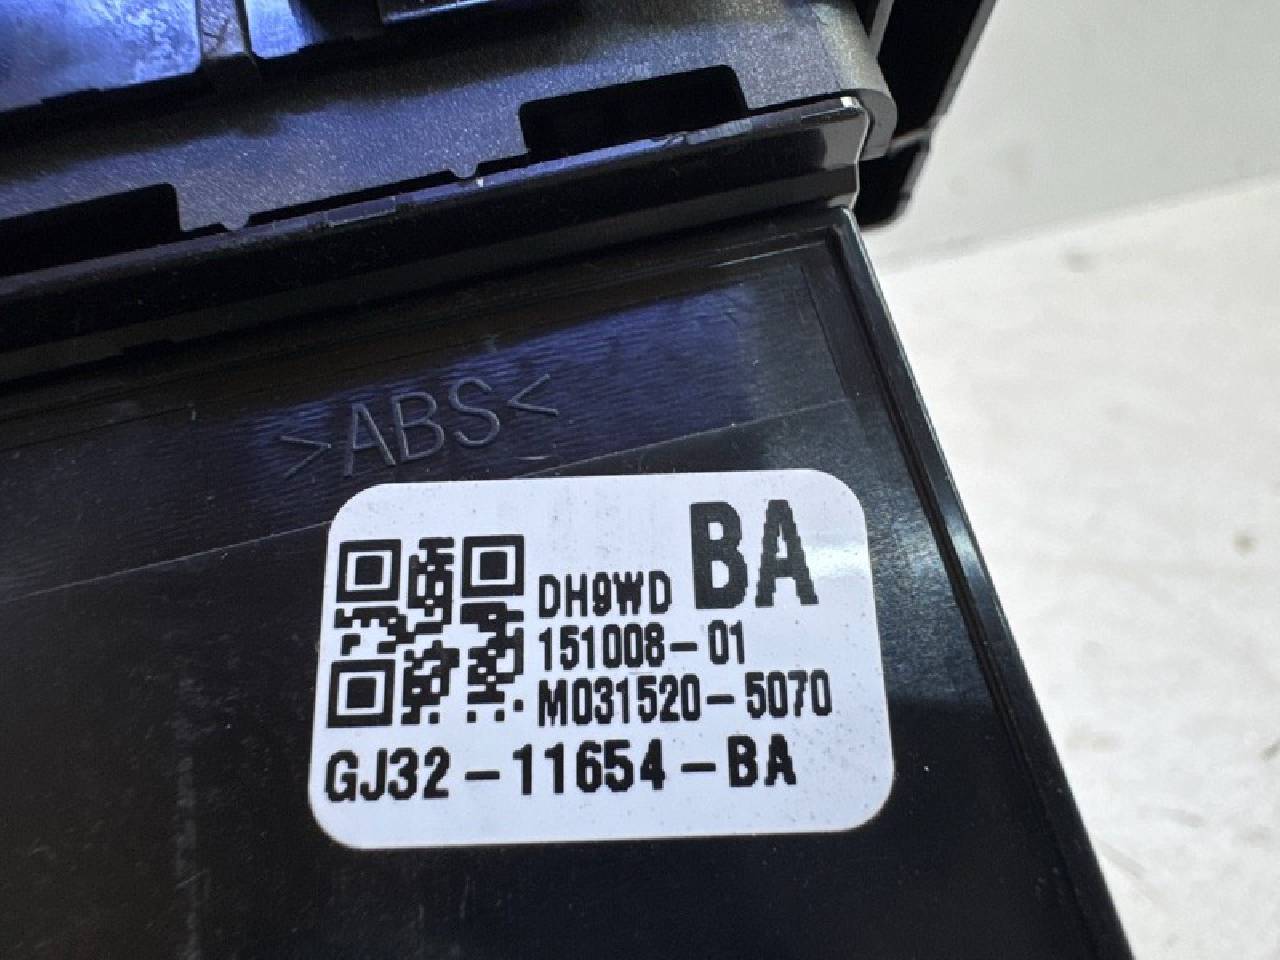 >ABS<
BA
DH9WD
151008-01
M031520-5070
GJ32-11654-BA